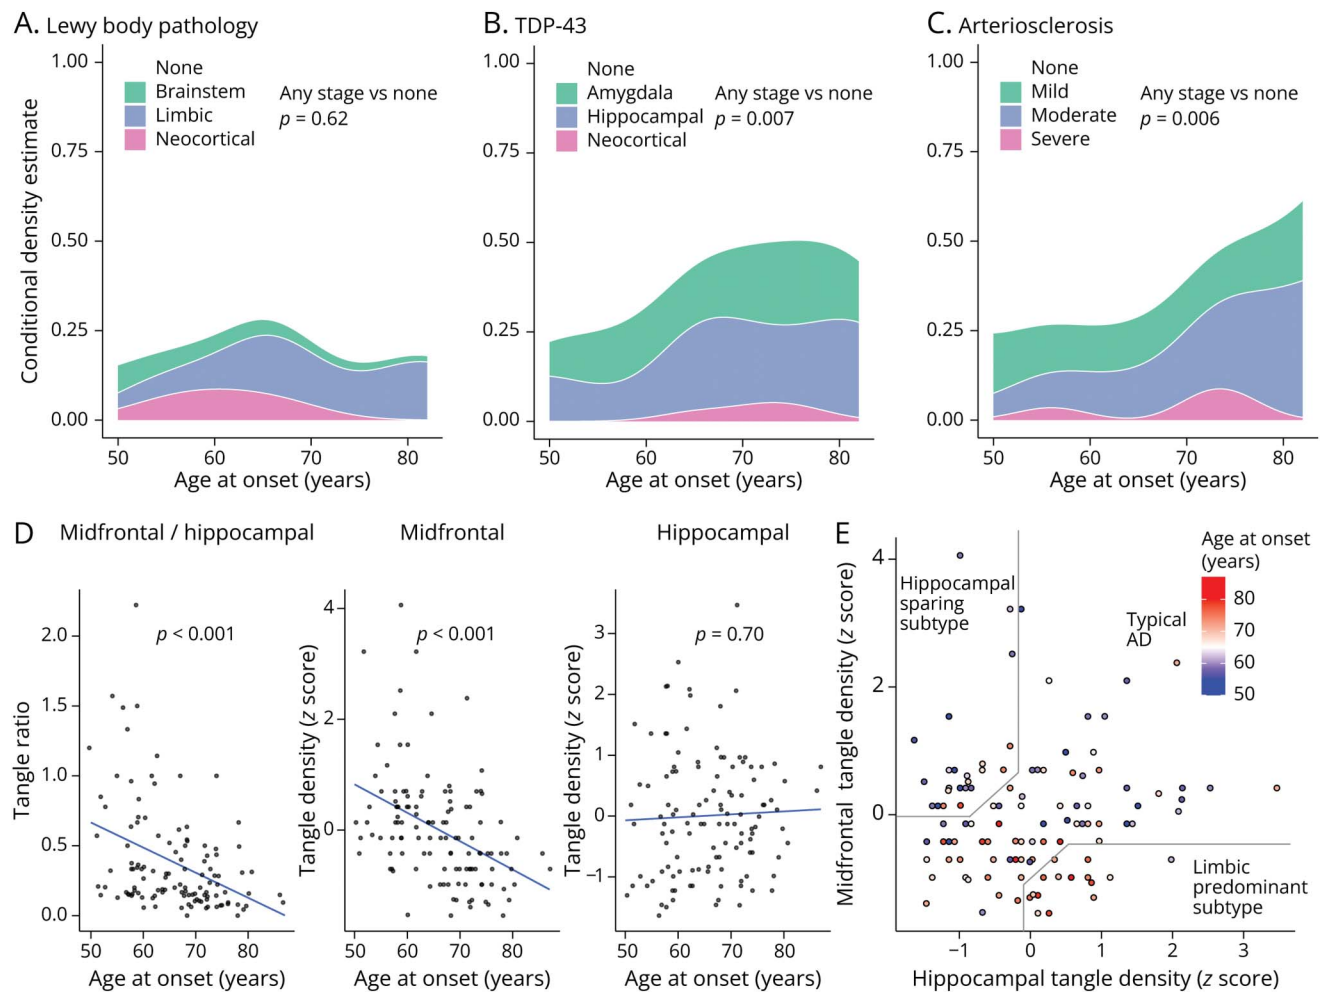 A. Lewy body pathology
1.00
0.75
0.50
0.25
0.00
Conditional density estimate
None
Brainstem
Limbic
Neocortical
Any stage vs none
p = 0.62
50 60 70 80
Age at onset (years)
B. TDP-43
1.00
0.75
0.50
0.25
0.00
None
Amygdala
Hippocampal
Neocortical
Any stage vs none
p = 0.007
50 60 70 80
Age at onset (years)
C. Arteriosclerosis
1.00
0.75
0.50
0.25
0.00
None
Mild
Moderate
Severe
Any stage vs none
p = 0.006
50 60 70 80
Age at onset (years)
D
Midfrontal / hippocampal
p < 0.001
2.0
1.5
1.0
0.5
0.0
Tangle ratio
50 60 70 80
Age at onset (years)
Midfrontal
p < 0.001
4
2
0
Tangle density (z score)
50 60 70 80
Age at onset (years)
Hippocampal
p = 0.70
3
2
1
0
−1
Tangle density (z score)
50 60 70 80
Age at onset (years)
E
Midfrontal tangle density (z score)
4
2
0
Hippocampal
sparing
subtype
Typical
AD
Limbic
predominant
subtype
Age at onset
(years)
80
70
60
50
−1 0 1 2 3
Hippocampal tangle density (z score)